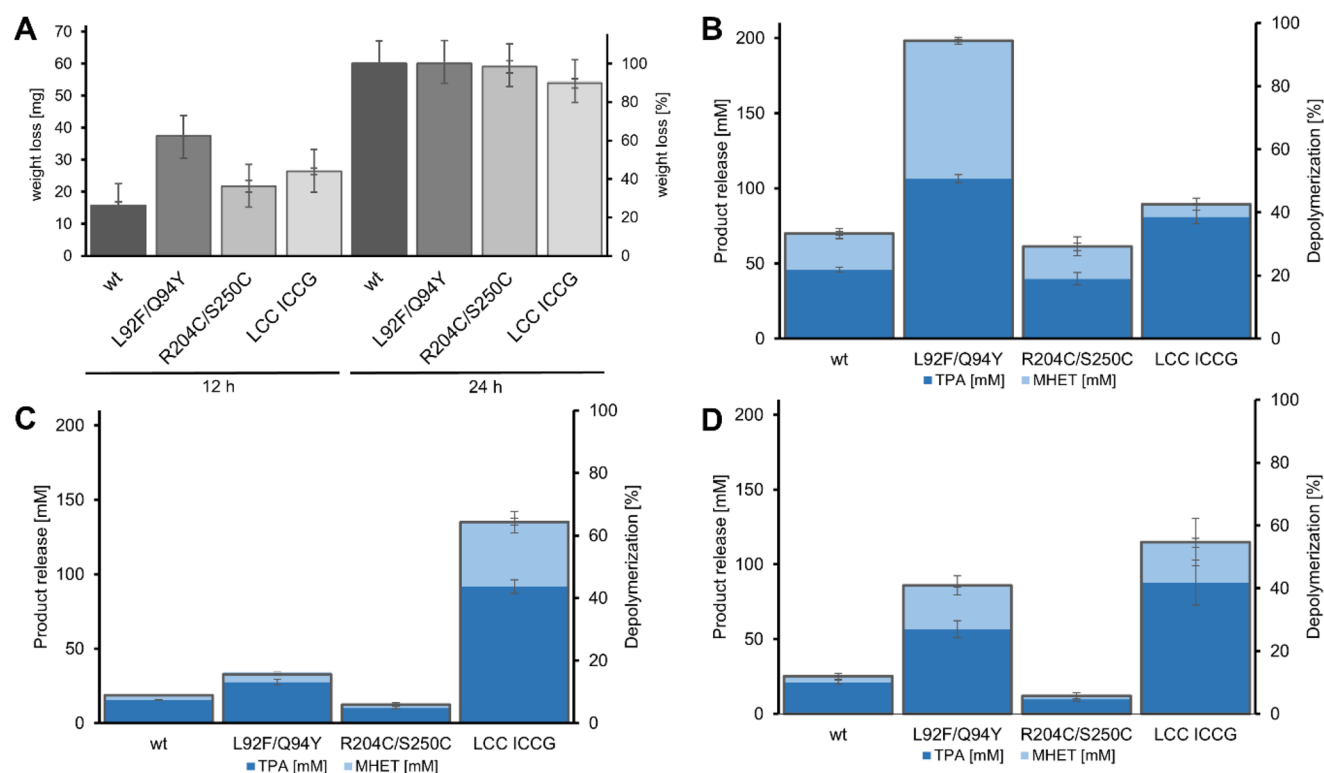 A
weight loss [mg]
70
60
50
40
30
20
10
0
100
80
60
40
20
0
weight loss [%]
wt
L92F/Q94Y
R204C/S250C
LCC ICCG
wt
L92F/Q94Y
R204C/S250C
LCC ICCG
12 h
24 h
B
Product release [mM]
200
150
100
50
0
100
80
60
40
20
0
Depolymerization [%]
wt
L92F/Q94Y
R204C/S250C
LCC ICCG
TPA [mM]
MHET [mM]
C
Product release [mM]
200
150
100
50
0
100
80
60
40
20
0
Depolymerization [%]
wt
L92F/Q94Y
R204C/S250C
LCC ICCG
TPA [mM]
MHET [mM]
D
Product release [mM]
200
150
100
50
0
100
80
60
40
20
0
Depolymerization [%]
wt
L92F/Q94Y
R204C/S250C
LCC ICCG
TPA [mM]
MHET [mM]